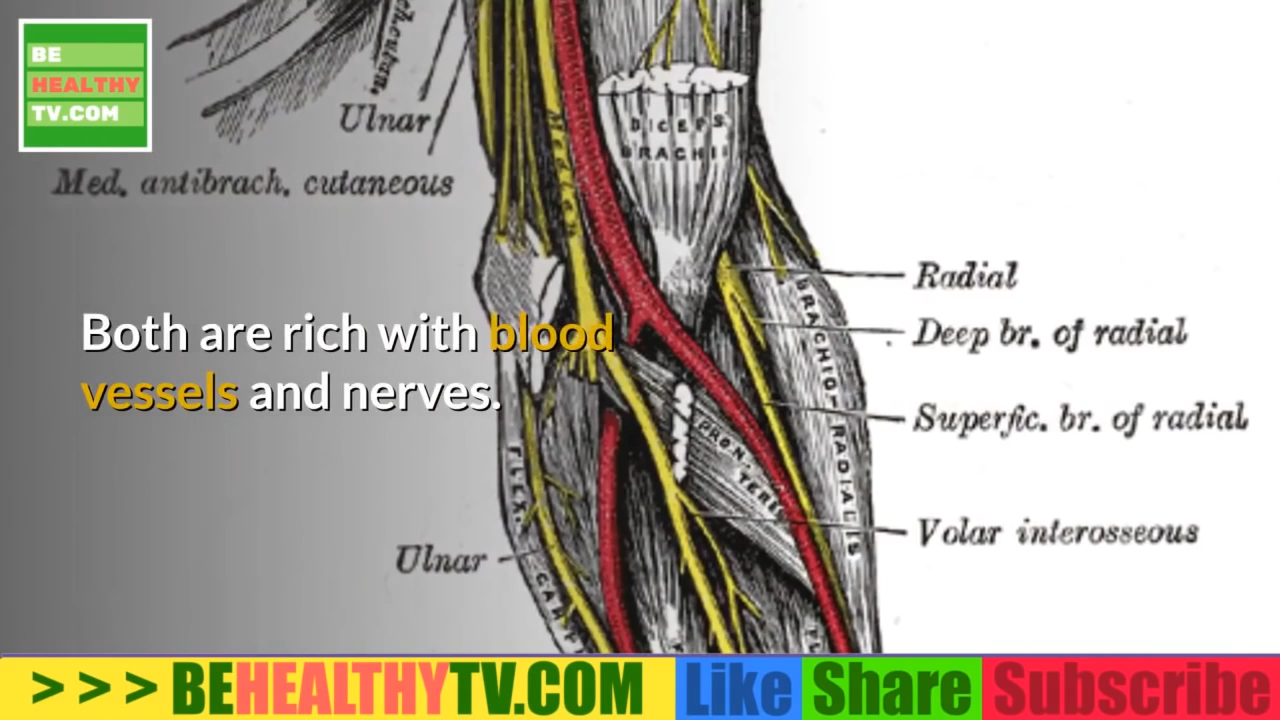 BE
HEALTHY
TV.COM
Ulnar
Med. antibrach. cutaneous
Median
BICEPS
BRACHII
Radial
Deep br. of radial
Superfic. br. of radial
BRACHIO-RADIALIS
Both are rich with blood
vessels and nerves.
PRON.
TERES
FLEX.
Volar interosseous
Ulnar
> > > BEHEALTHYTV.COM Like Share Subscribe